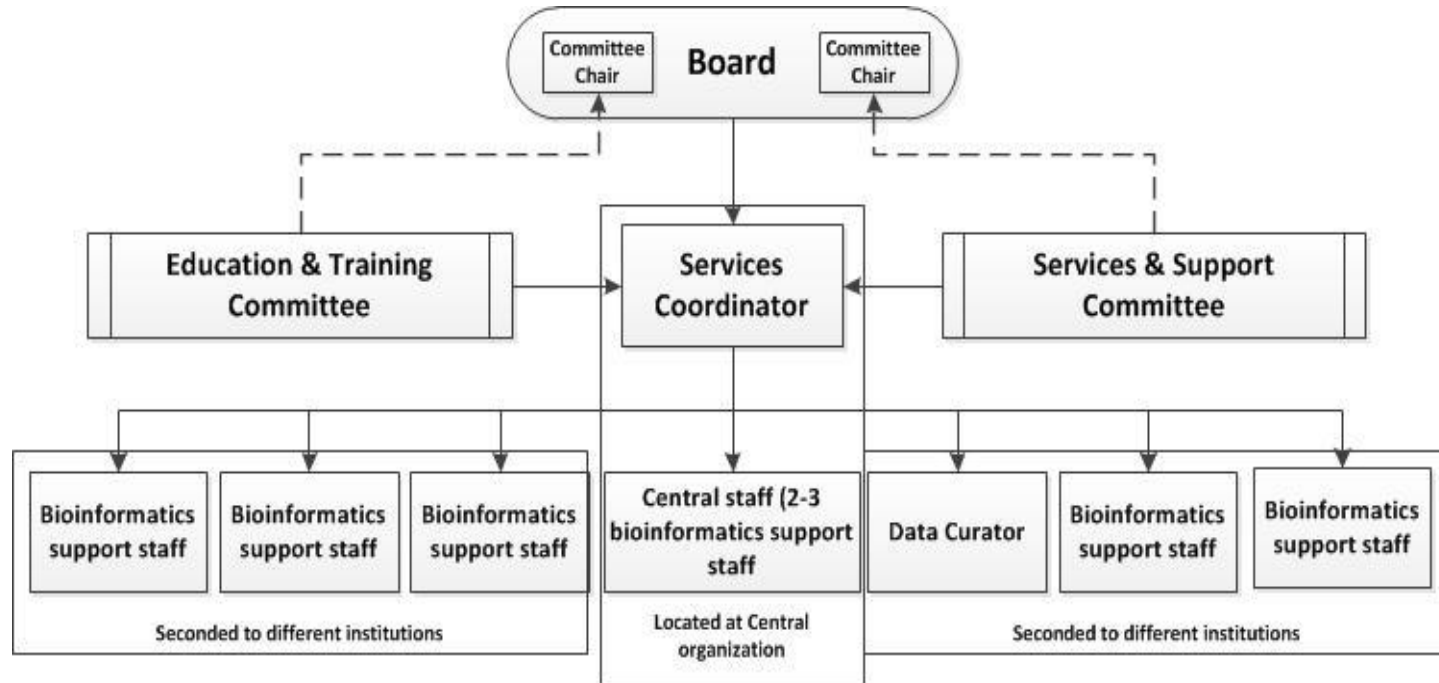 Committee
Chair
Board
Committee
Chair
Education & Training
Committee
Services
Coordinator
Services & Support
Committee
Bioinformatics
support staff
Bioinformatics
support staff
Bioinformatics
support staff
Central staff (2-3
bioinformatics support
staff
Data Curator
Bioinformatics
support staff
Bioinformatics
support staff
Seconded to different institutions
Located at Central
organization
Seconded to different institutions